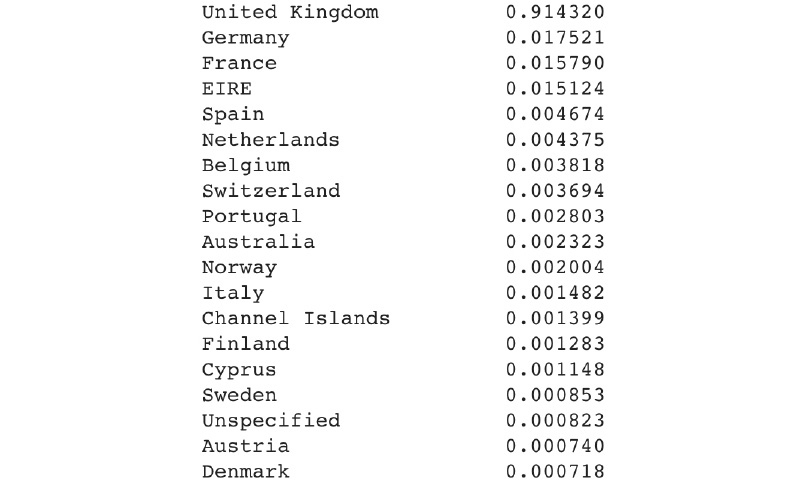 United Kingdom 0.914320
Germany 0.017521
France 0.015790
EIRE 0.015124
Spain 0.004674
Netherlands 0.004375
Belgium 0.003818
Switzerland 0.003694
Portugal 0.002803
Australia 0.002323
Norway 0.002004
Italy 0.001482
Channel Islands 0.001399
Finland 0.001283
Cyprus 0.001148
Sweden 0.000853
Unspecified 0.000823
Austria 0.000740
Denmark 0.000718